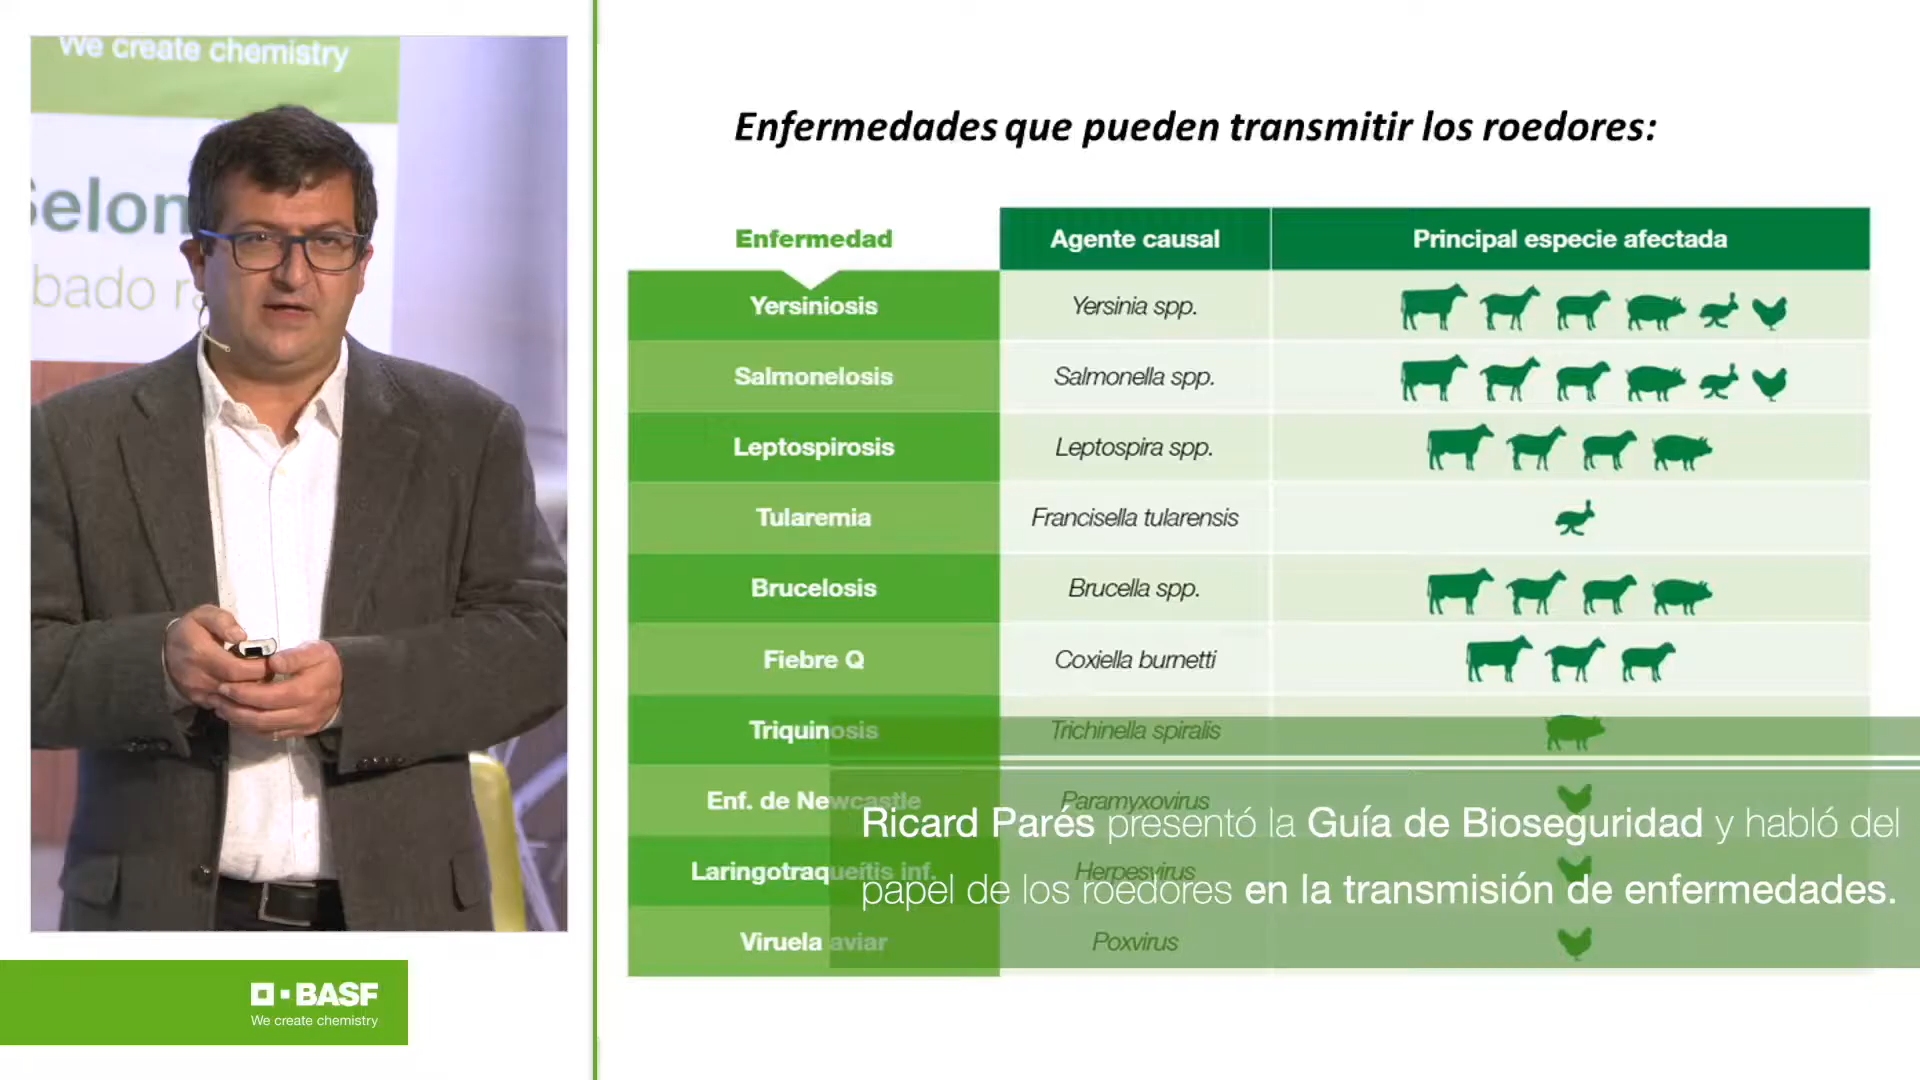 We create chemistry
Selon
bado r
BASF
We create chemistry
Enfermedades que pueden transmitir los roedores:
Enfermedad Agente causal Principal especie afectada
Yersiniosis Yersinia spp.
Salmonelosis Salmonella spp.
Leptospirosis Leptospira spp.
Tularemia Francisella tularensis
Brucelosis Brucella spp.
Fiebre Q Coxiella burnetti
Triquinosis Trichinella spiralis
Enf. de Newcastle Paramyxovirus
Laringotraqueítis inf. Herpesvirus
Viruela aviar Poxvirus
Ricard Parés presentó la Guía de Bioseguridad y habló del
papel de los roedores en la transmisión de enfermedades.